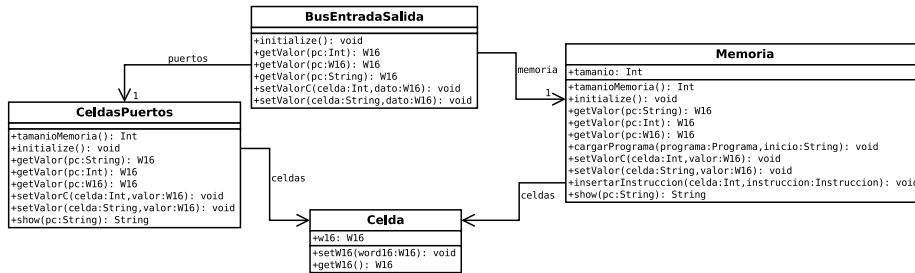 BusEntradaSalida
+initialize(): void
+getValor(pc:Int): W16
+getValor(pc:W16): W16
+getValor(pc:String): W16
+setValorC(celda:Int,dato:W16): void
+setValor(celda:String,dato:W16): void
puertos
1
memoria
1
Memoria
+tamanio: Int
+tamanioMemoria(): Int
+initialize(): void
+getValor(pc:String): W16
+getValor(pc:Int): W16
+getValor(pc:W16): W16
+cargarPrograma(programa:Programa,inicio:String): void
+setValorC(celda:Int,valor:W16): void
+setValor(celda:String,valor:W16): void
+insertarInstruccion(celda:Int,instruccion:Instruccion): void
+show(pc:String): String
CeldasPuertos
+tamanioMemoria(): Int
+initialize(): void
+getValor(pc:String): W16
+getValor(pc:Int): W16
+getValor(pc:W16): W16
+setValorC(celda:Int,valor:W16): void
+setValor(celda:String,valor:W16): void
+show(pc:String): String
celdas
celdas
Celda
+w16: W16
+setW16(word16:W16): void
+getW16(): W16